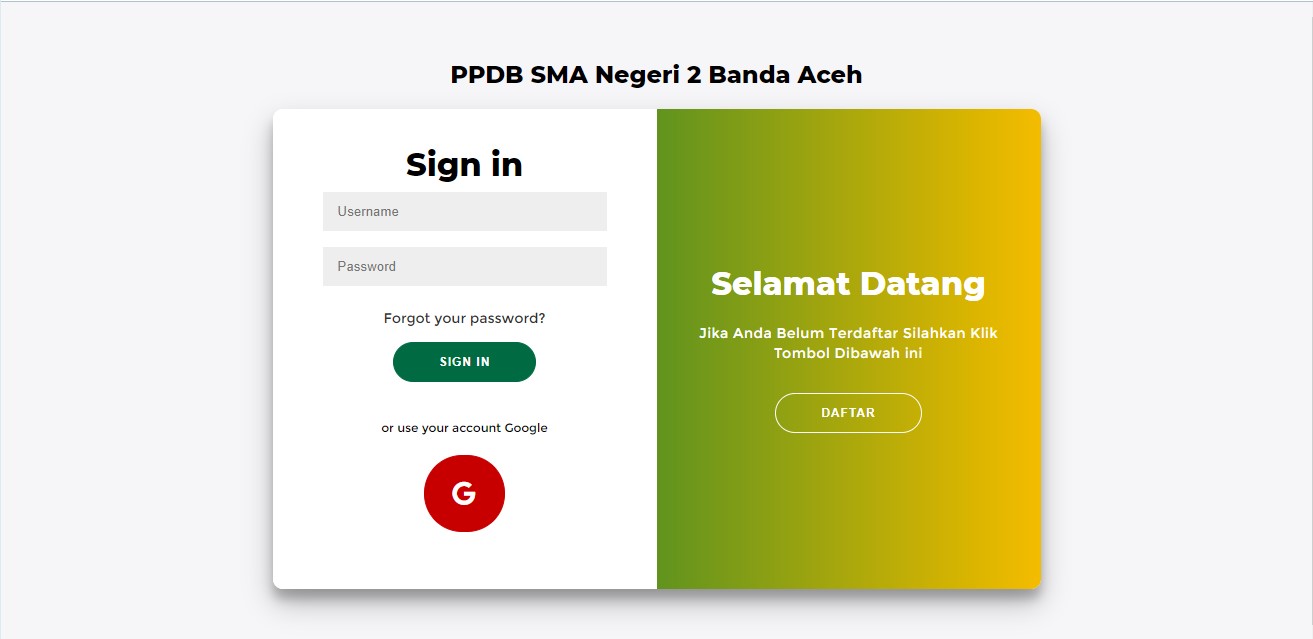 PPDB SMA Negeri 2 Banda Aceh
Sign in
Username
Password
Forgot your password?
SIGN IN
or use your account Google
G
Selamat Datang
Jika Anda Belum Terdaftar Silahkan Klik
Tombol Dibawah ini
DAFTAR